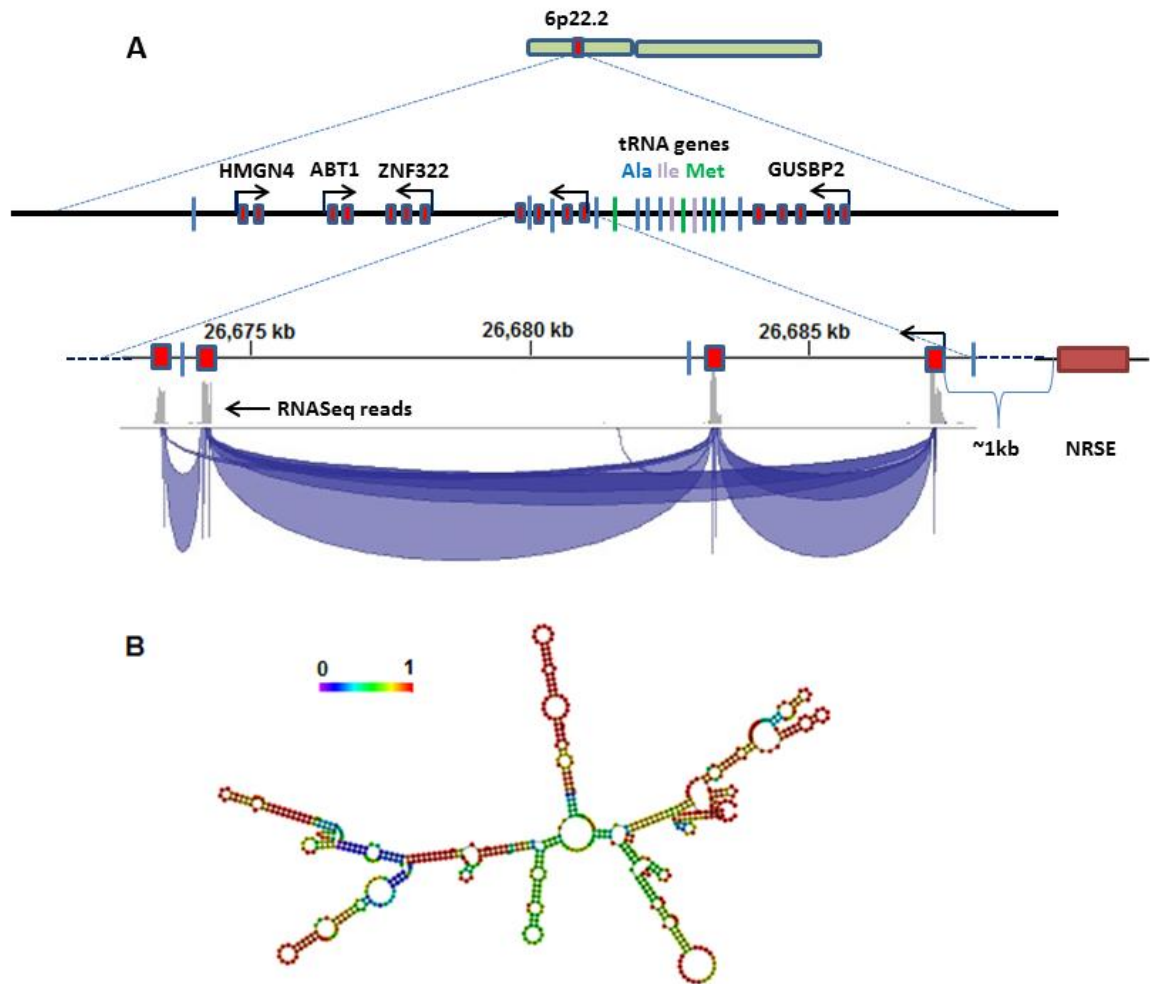 A
6p22.2
HMGN4 ABT1 ZNF322
tRNA genes
Ala Ile Met
GUSBP2
26,675 kb 26,680 kb 26,685 kb
RNASeq reads
~1kb NRSE
B
0 1